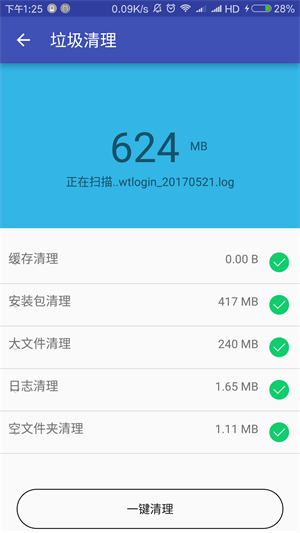 下午1:25 0.09K/s HD 28%
垃圾清理
624 MB
正在扫描..wtlogin_20170521.log
缓存清理 0.00 B
安装包清理 417 MB
大文件清理 240 MB
日志清理 1.65 MB
空文件夹清理 1.11 MB
一键清理